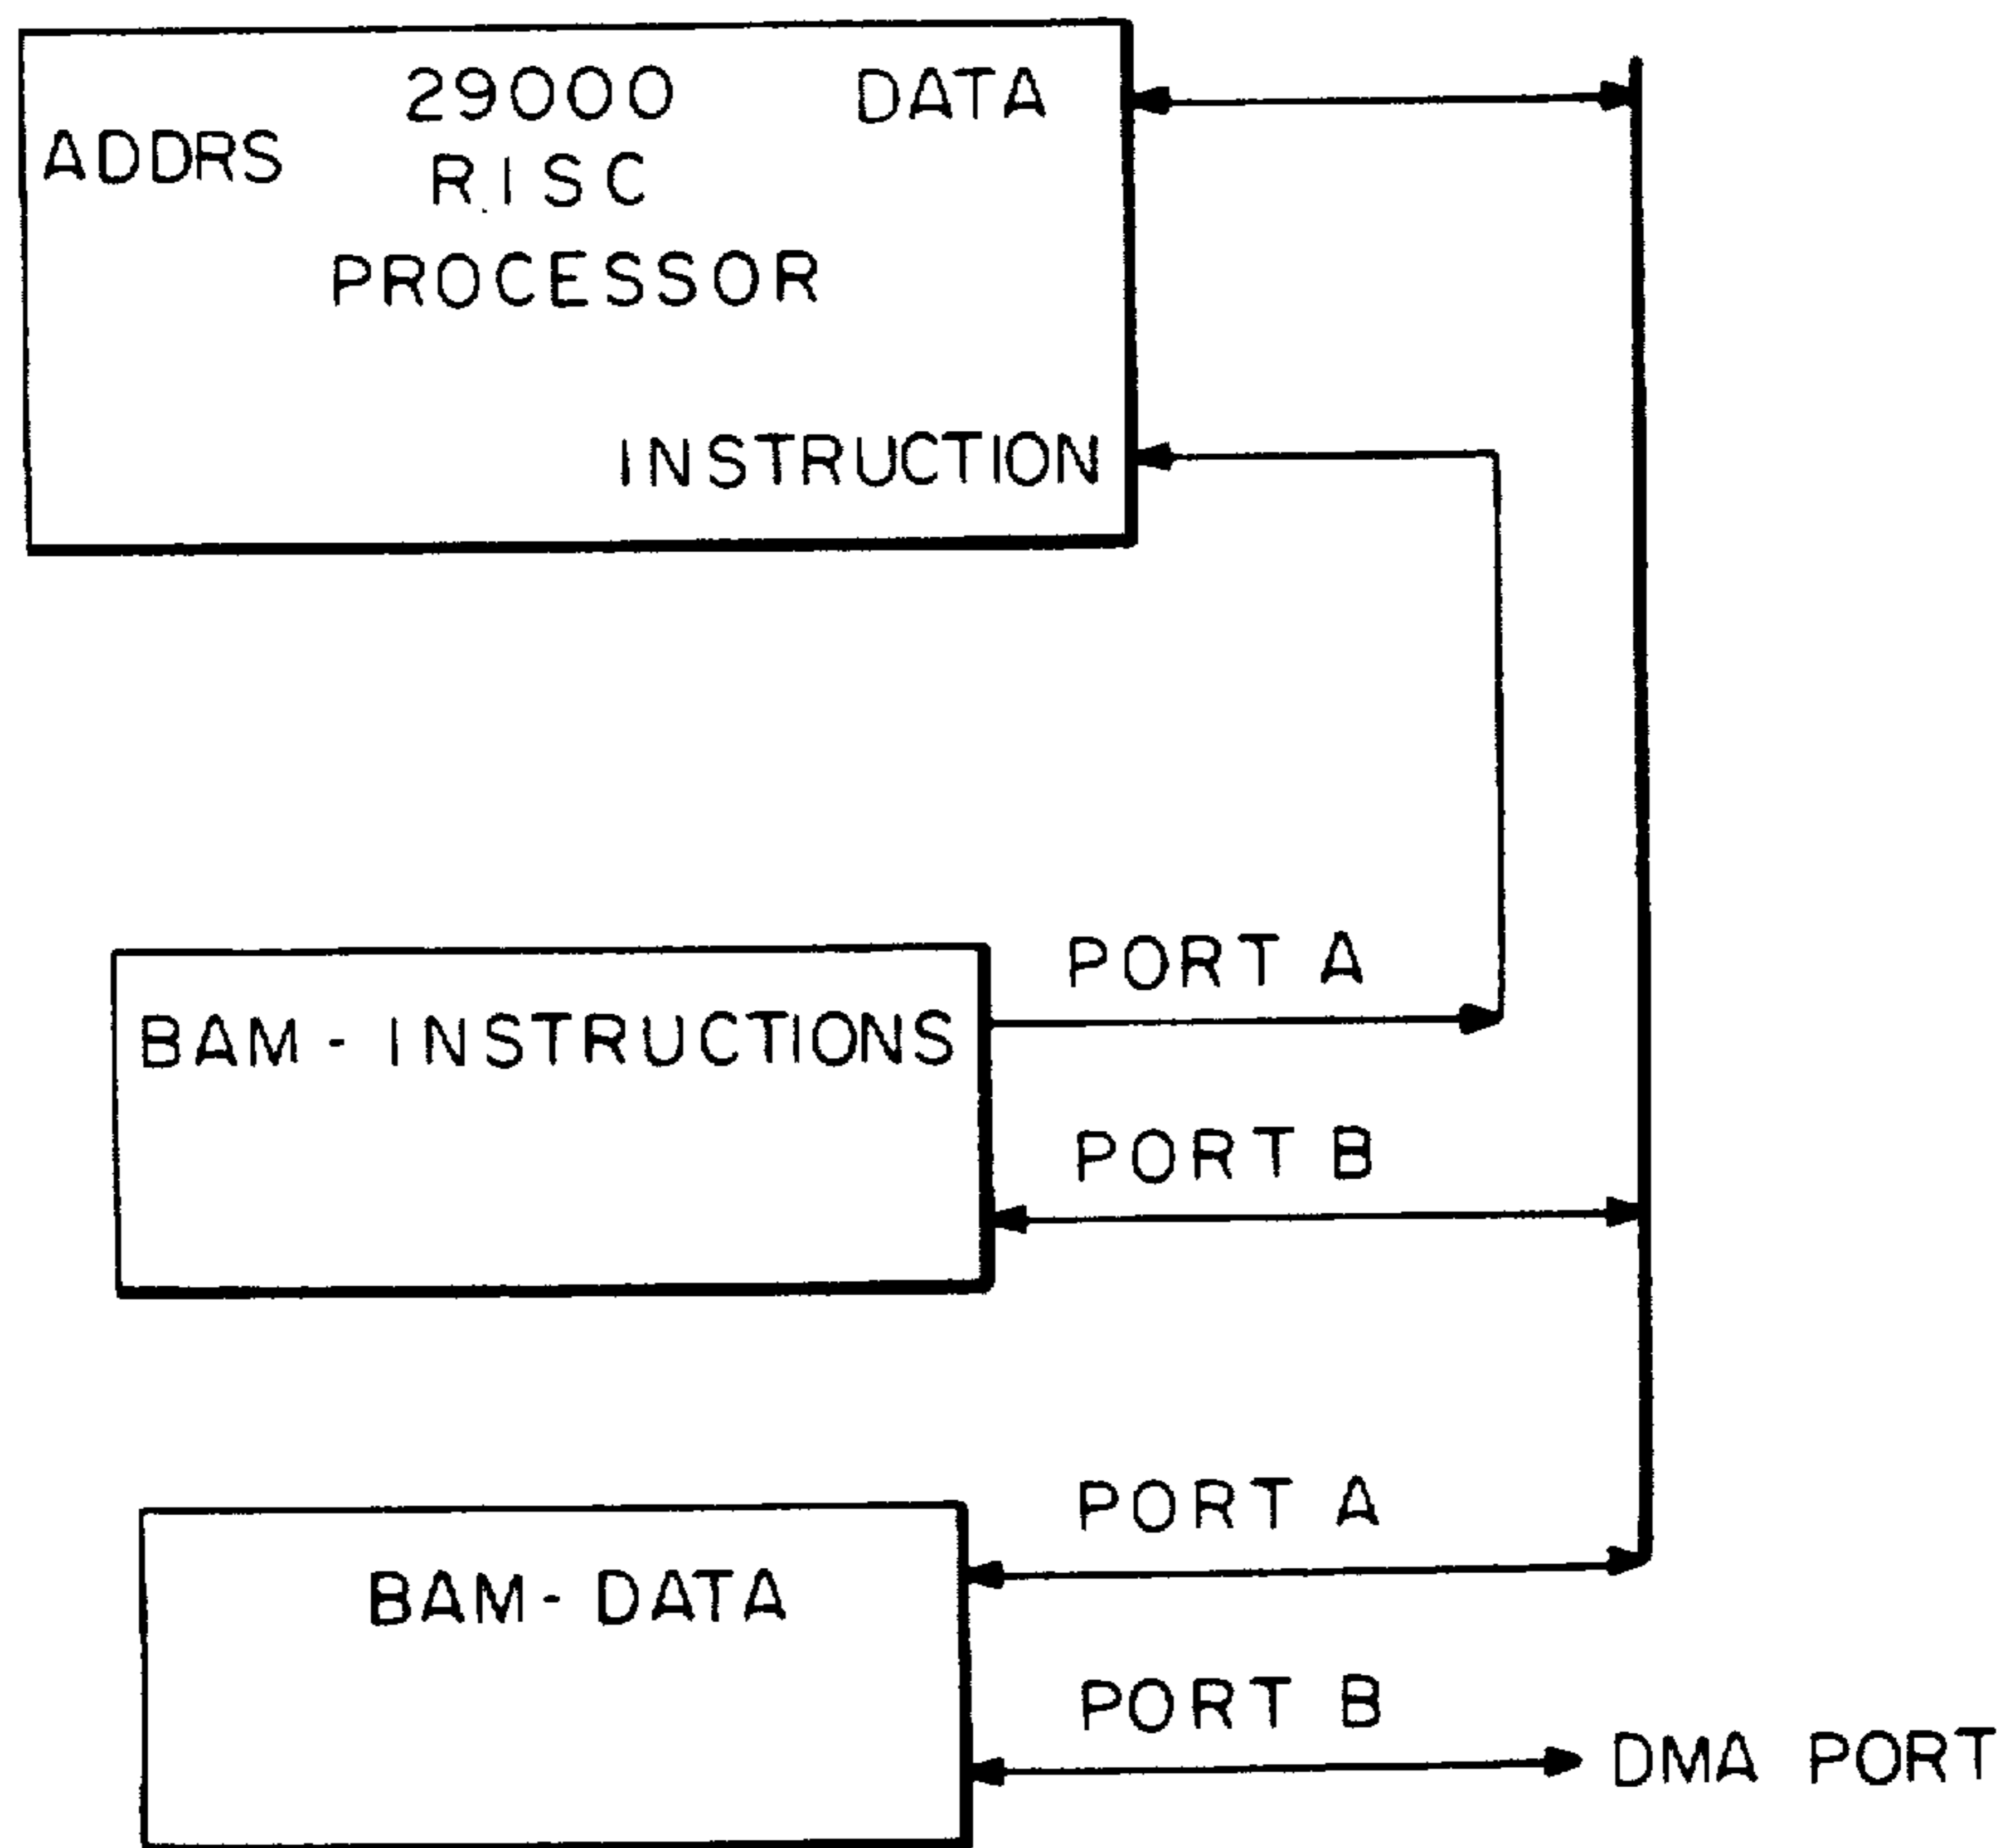 29000 DATA
ADDRS RISC
PROCESSOR
INSTRUCTION
PORT A
BAM - INSTRUCTIONS
PORT B
PORT A
BAM - DATA
PORT B
DMA PORT